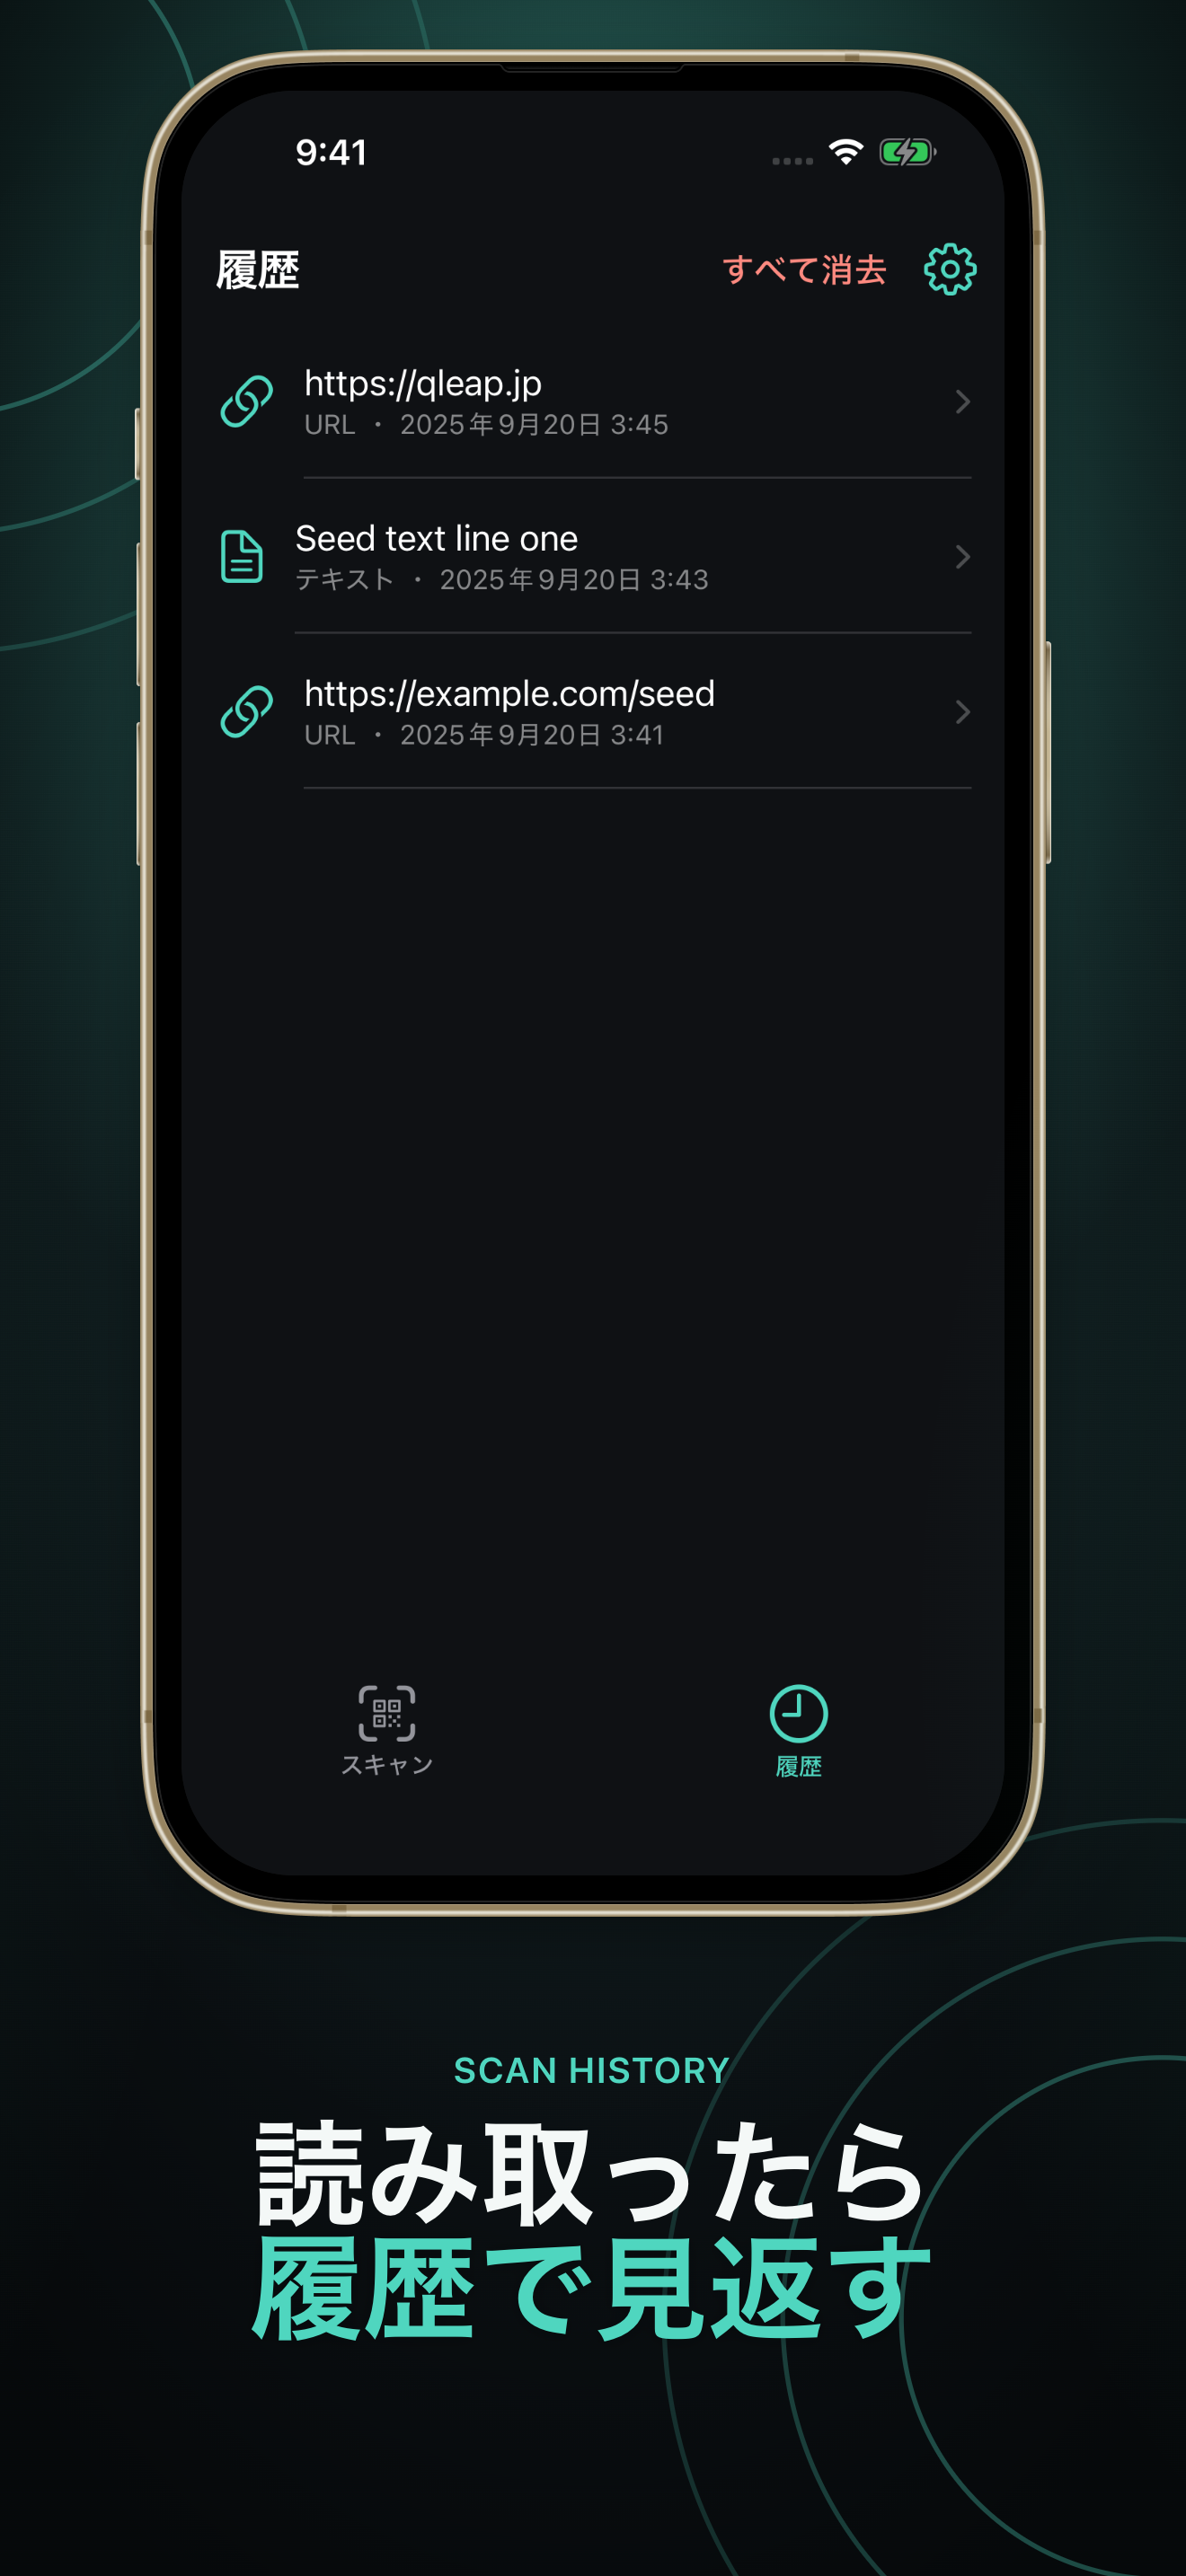 9:41
履歴 すべて消去
https://qleap.jp
URL ・ 2025年9月20日 3:45
Seed text line one
テキスト ・ 2025年9月20日 3:43
https://example.com/seed
URL ・ 2025年9月20日 3:41
スキャン 履歴
SCAN HISTORY
読み取ったら
履歴で見返す